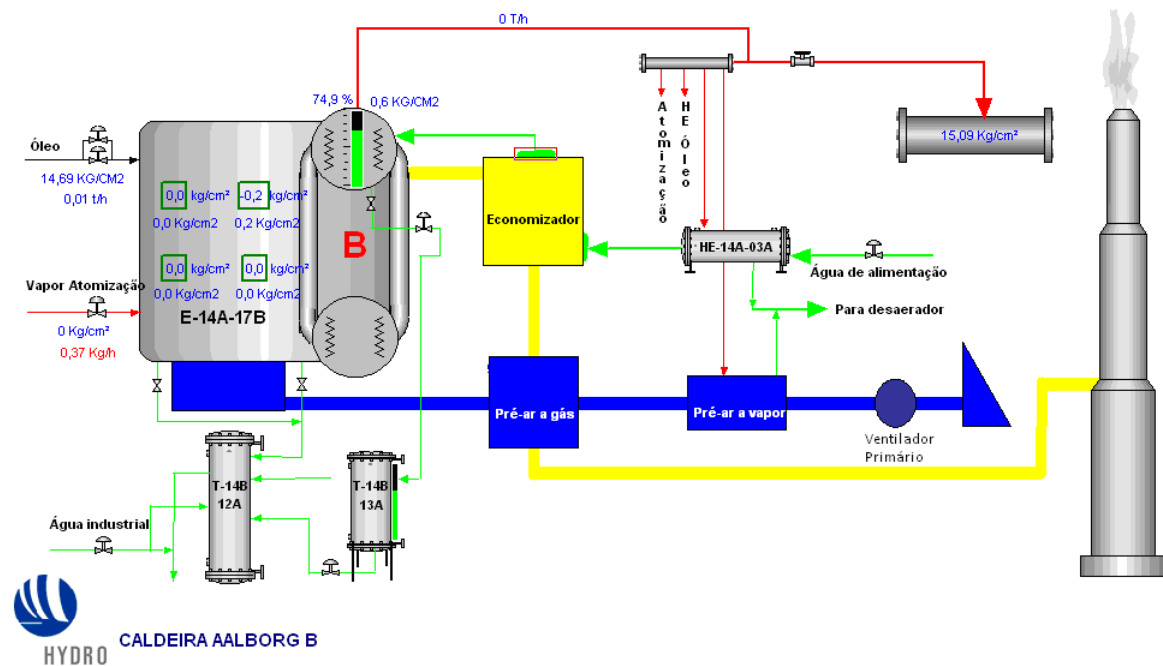 0 T/h
74,9 %
0,6 KG/CM2
Atomização
HE ÓLEO
15,09 Kg/cm²
Óleo
14,69 KG/CM2
0,01 t/h
0,0 kg/cm²
-0,2 kg/cm²
0,0 Kg/cm2
0,2 Kg/cm2
Economizador
B
HE-14A-03A
0,0 kg/cm²
0,0 kg/cm²
0,0 Kg/cm2
0,0 Kg/cm2
Água de alimentação
Vapor Atomização
E-14A-17B
Para desaerador
0 Kg/cm²
0,37 Kg/h
Pré-ar a gás
Pré-ar a vapor
Ventilador
Primário
T-14B
12A
T-14B
13A
Água industrial
HYDRO
CALDEIRA AALBORG B